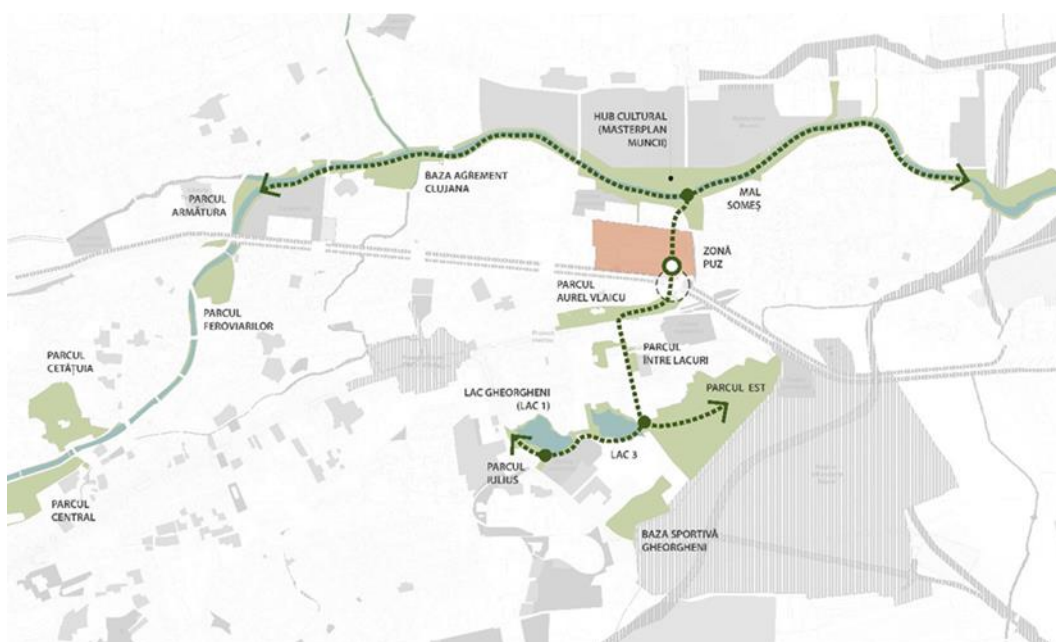 HUB CULTURAL
(MASTERPLAN
MUNCII)
BAZA AGREMENT
CLUJANA
PARCUL
ARMĂTURA
MAL
SOMEȘ
ZONĂ
PUZ
PARCUL
AUREL VLAICU
PARCUL
FEROVIARILOR
PARCUL
CETĂȚUIA
PARCUL
ÎNTRE LACURI
PARCUL EST
LAC GHEORGHENI
(LAC 1)
LAC 3
PARCUL
IULIUS
PARCUL
CENTRAL
BAZA SPORTIVĂ
GHEORGHENI